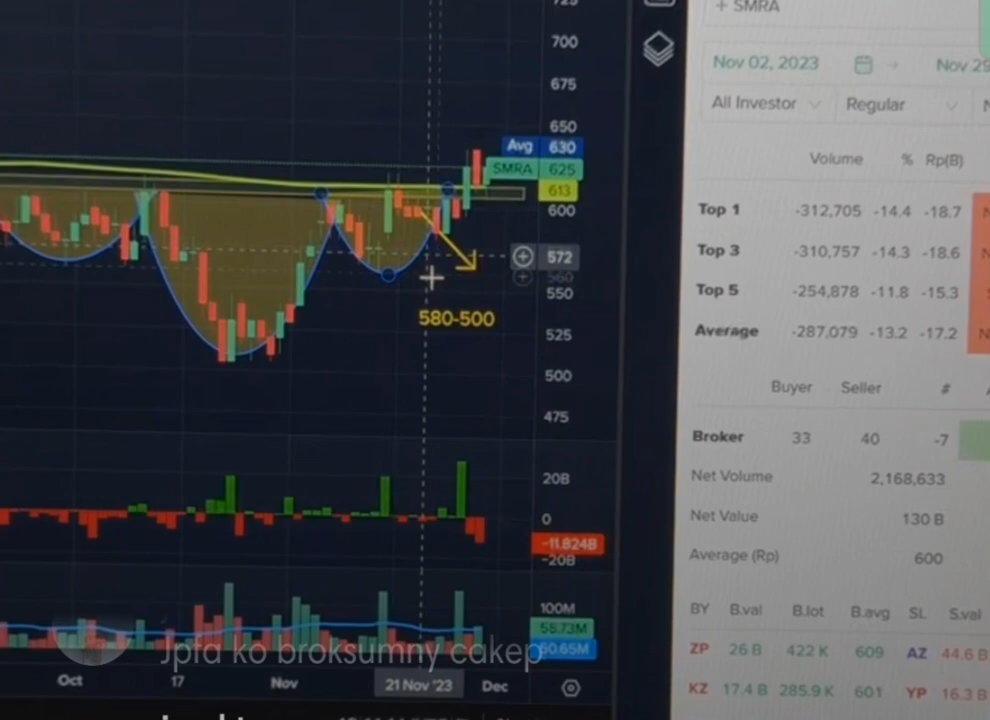 725
700
675
650
Avg 630
SMRA 625
613
600
572
560
550
580-500
525
500
475
20B
0
-11.824B
-20B
100M
58.73M
60.65M
Jpfa ko broksumny cakep
Oct 17 Nov 21 Nov '23 Dec
+ SMRA
Nov 02, 2023 Nov 29
All Investor Regular
Volume % Rp(B)
Top 1 -312,705 -14.4 -18.7
Top 3 -310,757 -14.3 -18.6
Top 5 -254,878 -11.8 -15.3
Average -287,079 -13.2 -17.2
Buyer Seller #
Broker 33 40 -7
Net Volume 2,168,633
Net Value 130 B
Average (Rp) 600
BY B.val B.lot B.avg SL S.val
ZP 26 B 422 K 609 AZ 44.6 B
KZ 17.4 B 285.9 K 601 YP 16.3 B